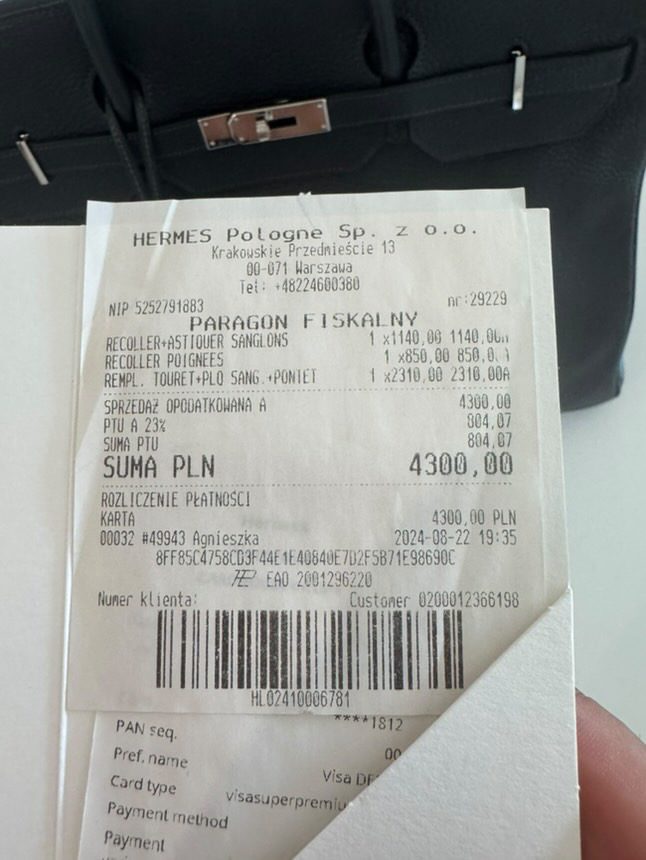 HERMES Pologne Sp. z o.o.
Krakowskie Przedmieście 13
00-071 Warszawa
Tel: +48224600380
NIP 5252791883 nr:29229
PARAGON FISKALNY
RECOLLER+ASTIQUER SANGLONS 1 x1140,00 1140,00A
RECOLLER POIGNEES 1 x850,00 850,00A
REMPL. TOURET+PLQ SANG.+PONIET 1 x2310,00 2310,00A
SPRZEDAŻ OPODATKOWANA A 4300,00
PTU A 23% 804,07
SUMA PTU 804,07
SUMA PLN 4300,00
ROZLICZENIE PŁATNOŚCI
KARTA 4300,00 PLN
00032 #49943 Agnieszka 2024-08-22 19:35
8FF85C4758CD3F44E1E40840E7D2F5B71E98690C
EAO 2001296220
Numer klienta: Customer 0200012366198
HL02410006781
PAN seq. ****1812
Pref. name 00
Card type Visa
Payment method visasuperpremiu
Payment